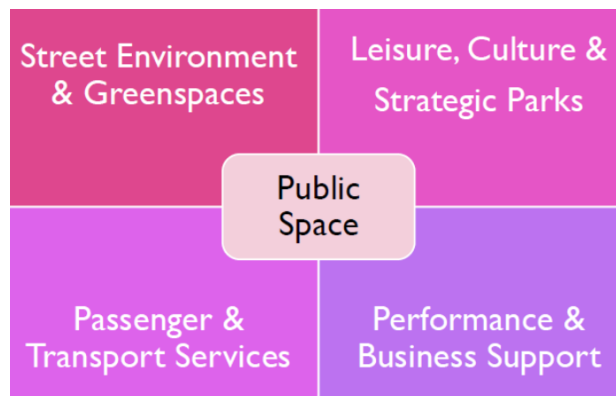 Street Environment
& Greenspaces
Leisure, Culture &
Strategic Parks
Public
Space
Passenger &
Transport Services
Performance &
Business Support